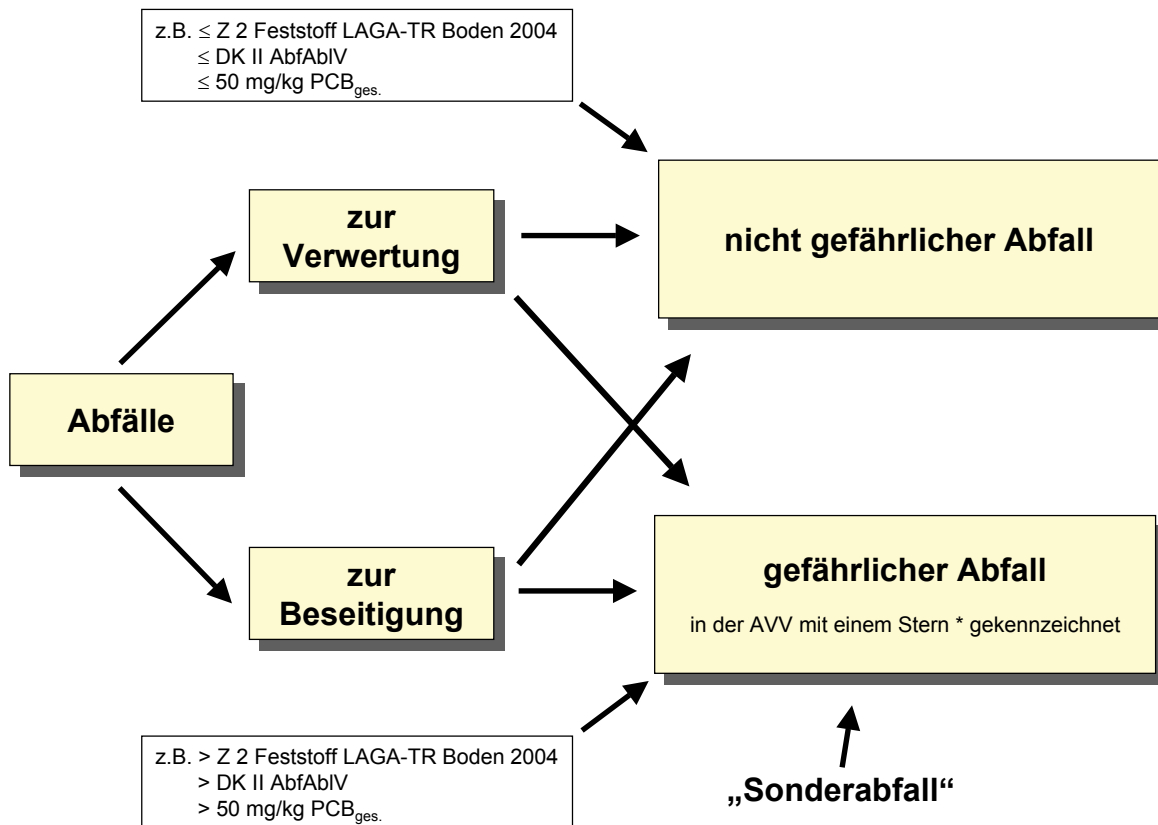 z.B. ≤ Z 2 Feststoff LAGA-TR Boden 2004
≤ DK II AbfAblV
≤ 50 mg/kg PCBges.
zur
Verwertung
nicht gefährlicher Abfall
Abfälle
zur
Beseitigung
gefährlicher Abfall
in der AVV mit einem Stern * gekennzeichnet
z.B. > Z 2 Feststoff LAGA-TR Boden 2004
> DK II AbfAblV
> 50 mg/kg PCBges.
„Sonderabfall“